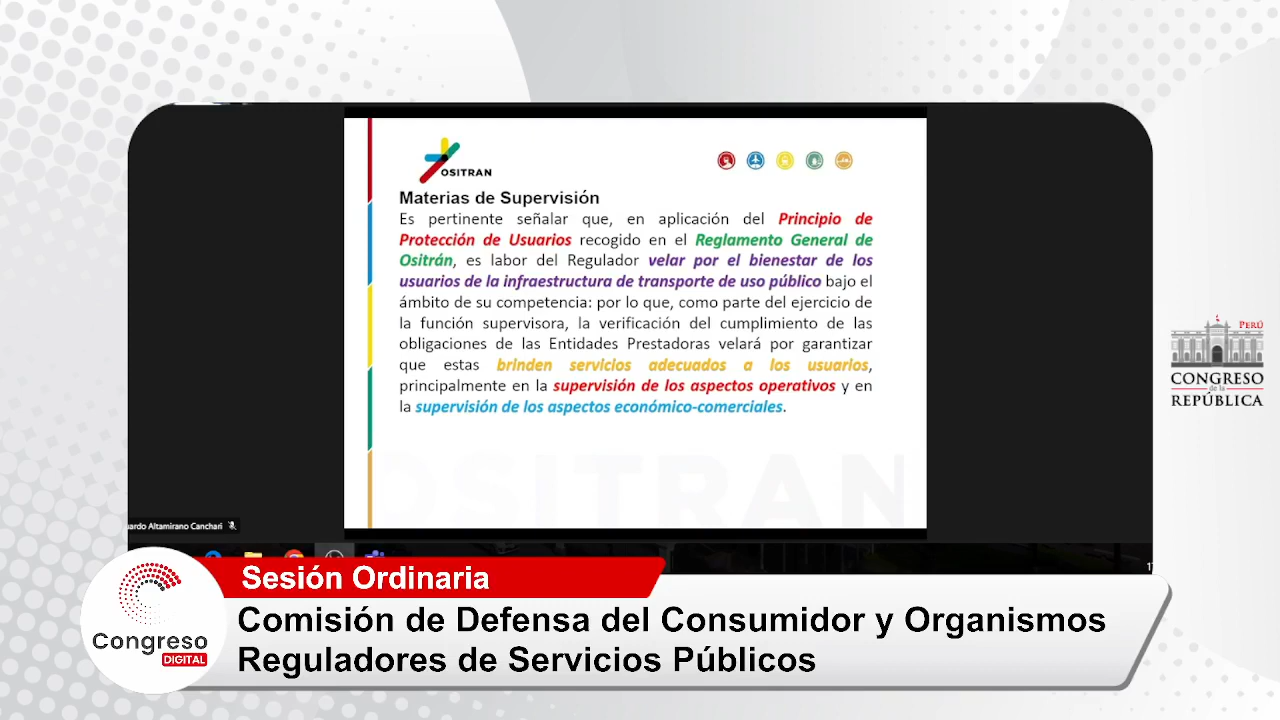 OSITRAN
Materias de Supervisión
Es pertinente señalar que, en aplicación del Principio de
Protección de Usuarios recogido en el Reglamento General de
Ositrán, es labor del Regulador velar por el bienestar de los
usuarios de la infraestructura de transporte de uso público bajo el
ámbito de su competencia: por lo que, como parte del ejercicio de
la función supervisora, la verificación del cumplimiento de las
obligaciones de las Entidades Prestadoras velará por garantizar
que estas brinden servicios adecuados a los usuarios,
principalmente en la supervisión de los aspectos operativos y en
la supervisión de los aspectos económico-comerciales.
OSITRAN
Altamirano Canchari
PERÚ
CONGRESO
de la
REPÚBLICA
Sesión Ordinaria
Comisión de Defensa del Consumidor y Organismos
Reguladores de Servicios Públicos
Congreso
DIGITAL